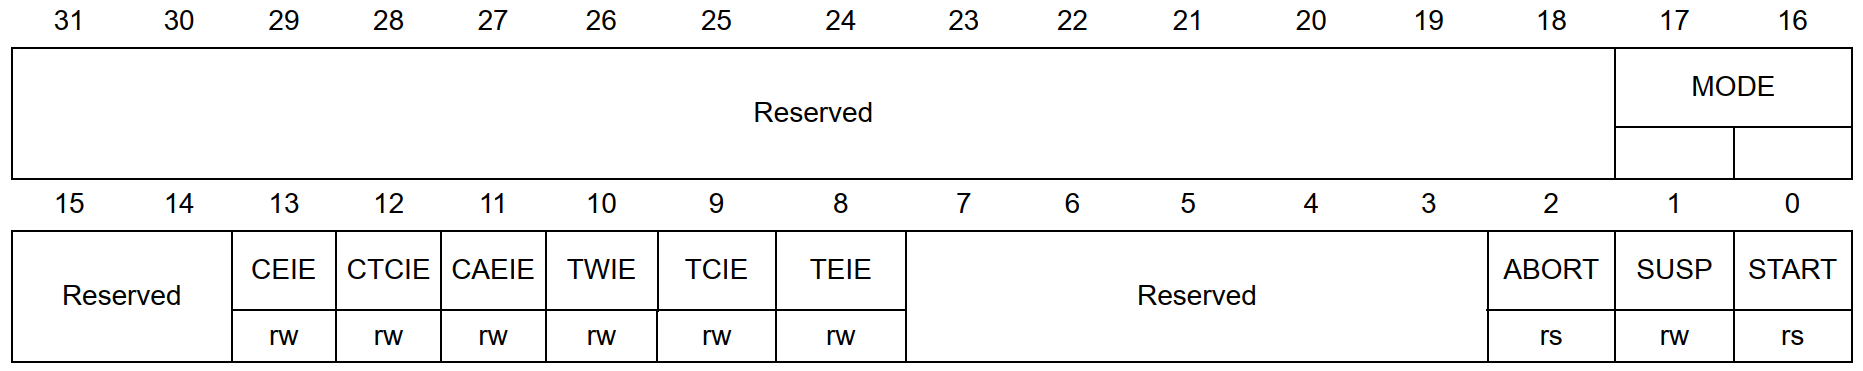 31 30 29 28 27 26 25 24 23 22 21 20 19 18 17 16
Reserved MODE
15 14 13 12 11 10 9 8 7 6 5 4 3 2 1 0
Reserved CEIE CTCIE CAEIE TWIE TCIE TEIE Reserved ABORT SUSP START
rw rw rw rw rw rw rs rw rs